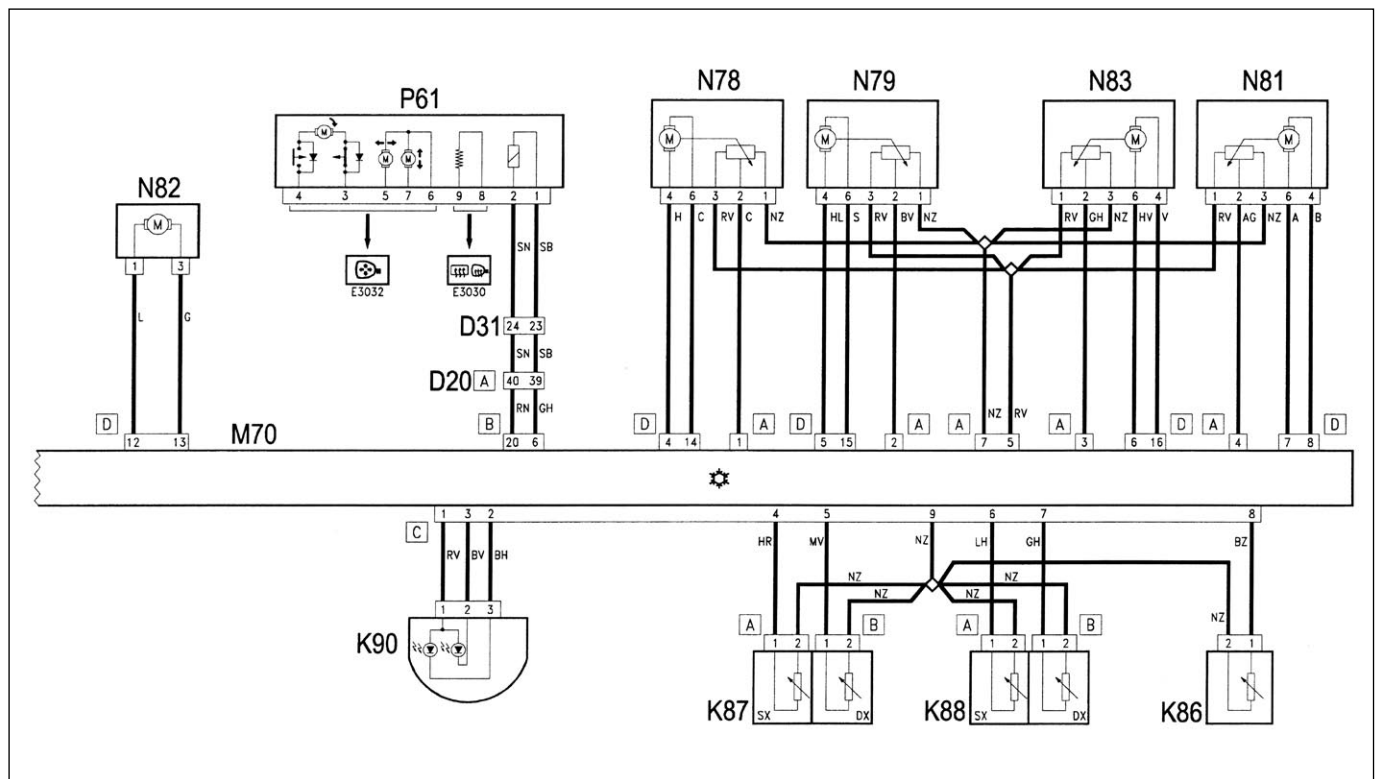 N78 N79 N83 N81
P61
N82
4 3 5 7 6 9 8 2 1
4 6 3 2 1
4 6 3 2 1
1 2 3 6 4
1 2 3 6 4
M M M M M M M M
1 3
H C RV C NZ
HL S RV BV NZ
RV GH NZ HV V
RV AG NZ A B
SN SB
E3032 E3030
L G
D31 24 23
SN SB
D20 A 40 39
RN GH
NZ RV
D B D A D A A A D A D
12 13 20 6 4 14 1 5 15 2 7 5 3 6 16 4 7 8
M70
1 3 2 4 5 9 6 7 8
C
RV BV BH HR MV NZ LH GH BZ
NZ NZ
NZ NZ
NZ
1 2 3
A B A B
1 2 1 2 1 2 1 2 2 1
K90
K87 SX DX K88 SX DX K86